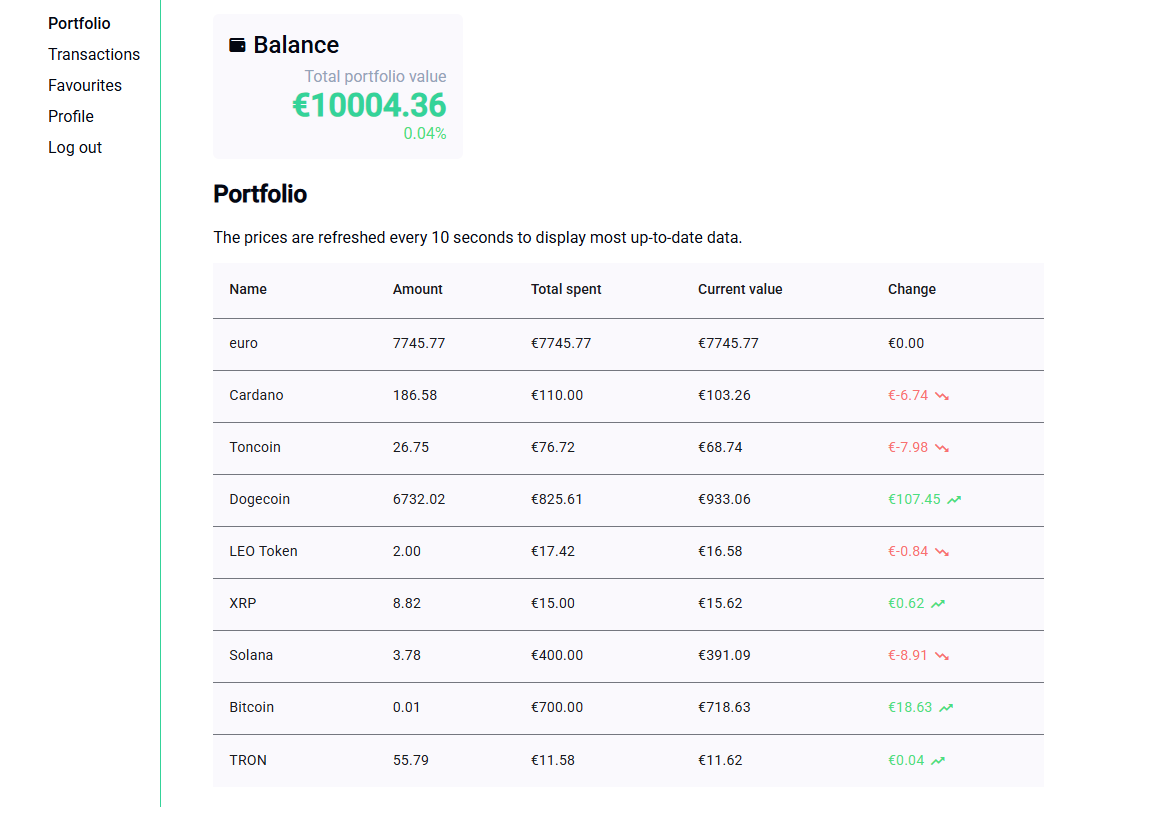 Portfolio
Transactions
Favourites
Profile
Log out
Balance
Total portfolio value
€10004.36
0.04%
Portfolio
The prices are refreshed every 10 seconds to display most up-to-date data.
Name Amount Total spent Current value Change
euro 7745.77 €7745.77 €7745.77 €0.00
Cardano 186.58 €110.00 €103.26 €-6.74
Toncoin 26.75 €76.72 €68.74 €-7.98
Dogecoin 6732.02 €825.61 €933.06 €107.45
LEO Token 2.00 €17.42 €16.58 €-0.84
XRP 8.82 €15.00 €15.62 €0.62
Solana 3.78 €400.00 €391.09 €-8.91
Bitcoin 0.01 €700.00 €718.63 €18.63
TRON 55.79 €11.58 €11.62 €0.04